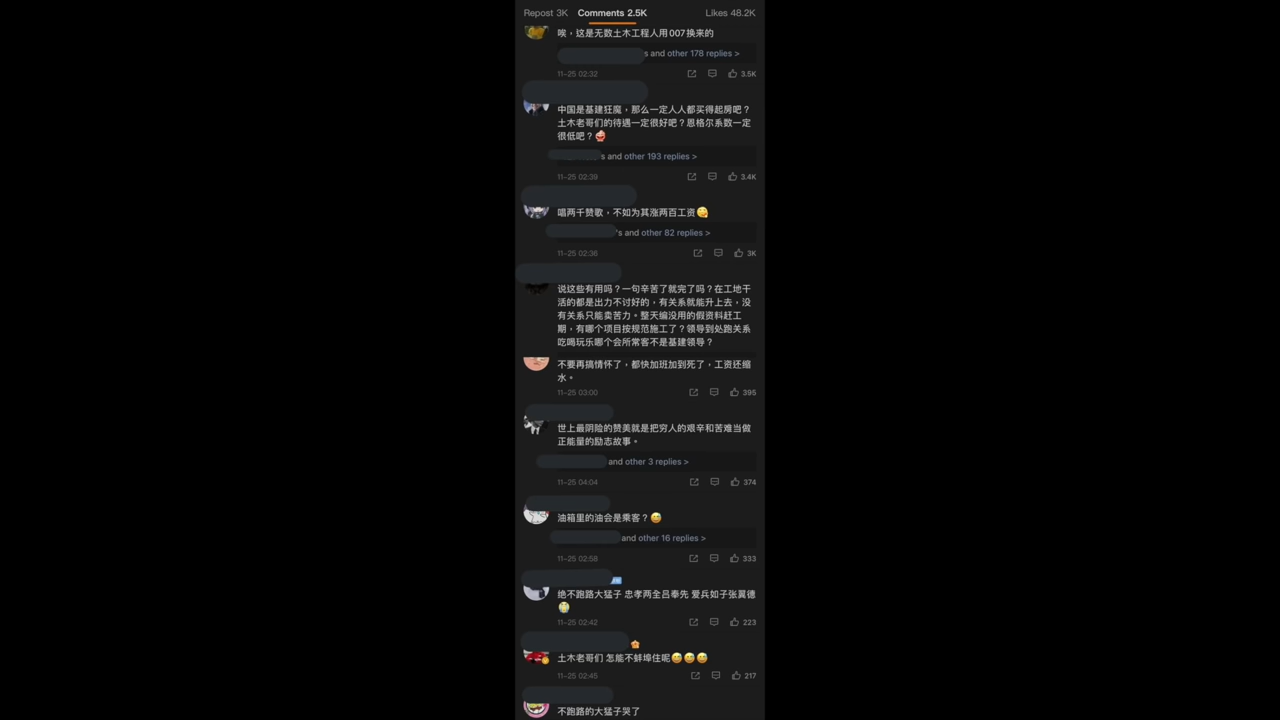 Repost 3K Comments 2.5K Likes 48.2K
唉，这是无数土木工程人用007换来的
s and other 178 replies >
11-25 02:32 3.5K
中国是基建狂魔，那么一定人人都买得起房吧？
土木老哥们的待遇一定很好吧？恩格尔系数一定
很低吧？
s and other 193 replies >
11-25 02:39 3.4K
唱两千赞歌，不如为其涨两百工资
's and other 82 replies >
11-25 02:36 3K
说这些有用吗？一句辛苦了就完了吗？在工地干
活的都是出力不讨好的，有关系就能升上去，没
有关系只能卖苦力。整天编没用的假资料赶工
期，有哪个项目按规范施工了？领导到处跑关系
吃喝玩乐哪个会所常客不是基建领导？
不要再搞情怀了，都快加班加到死了，工资还缩
水。
11-25 03:00 395
世上最阴险的赞美就是把穷人的艰辛和苦难当做
正能量的励志故事。
and other 3 replies >
11-25 04:04 374
油箱里的油会是乘客？
and other 16 replies >
11-25 02:58 333
绝不跑路大猛子 忠孝两全吕奉先 爱兵如子张翼德
11-25 02:42 223
土木老哥们 怎能不蚌埠住呢
11-25 02:45 217
不跑路的大猛子哭了